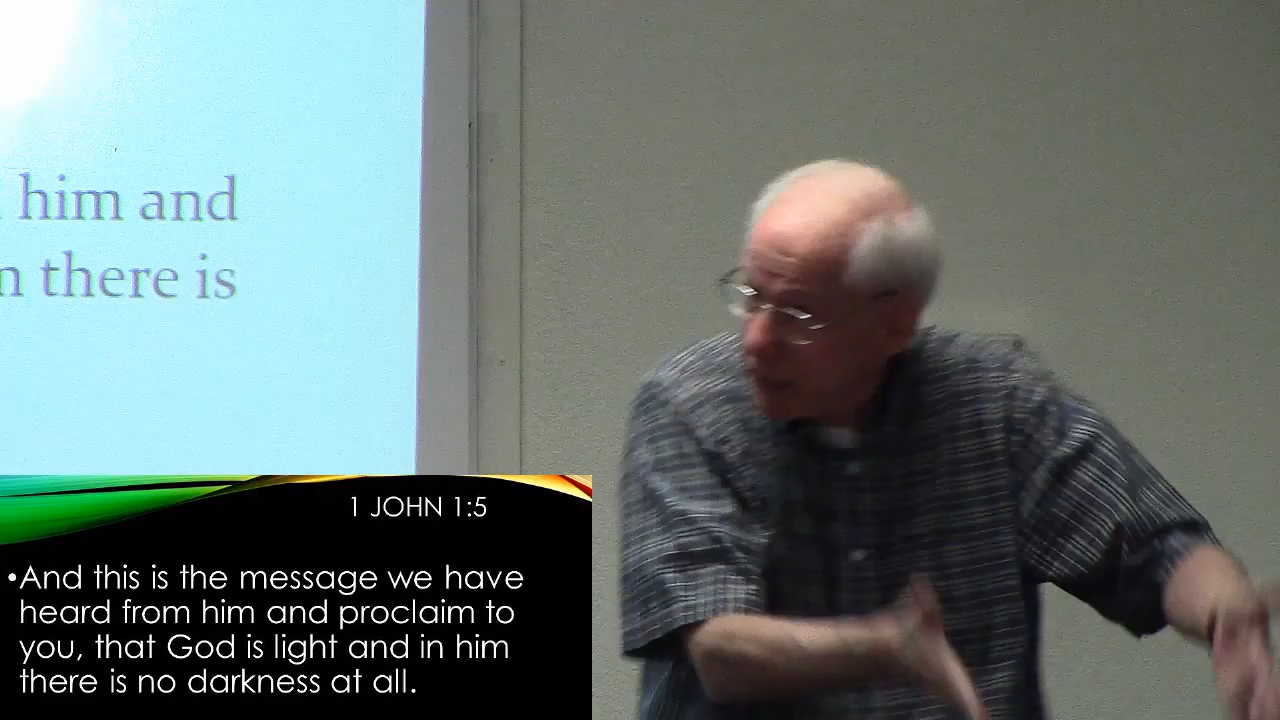 him and
there is
1 JOHN 1:5
•And this is the message we have
heard from him and proclaim to
you, that God is light and in him
there is no darkness at all.